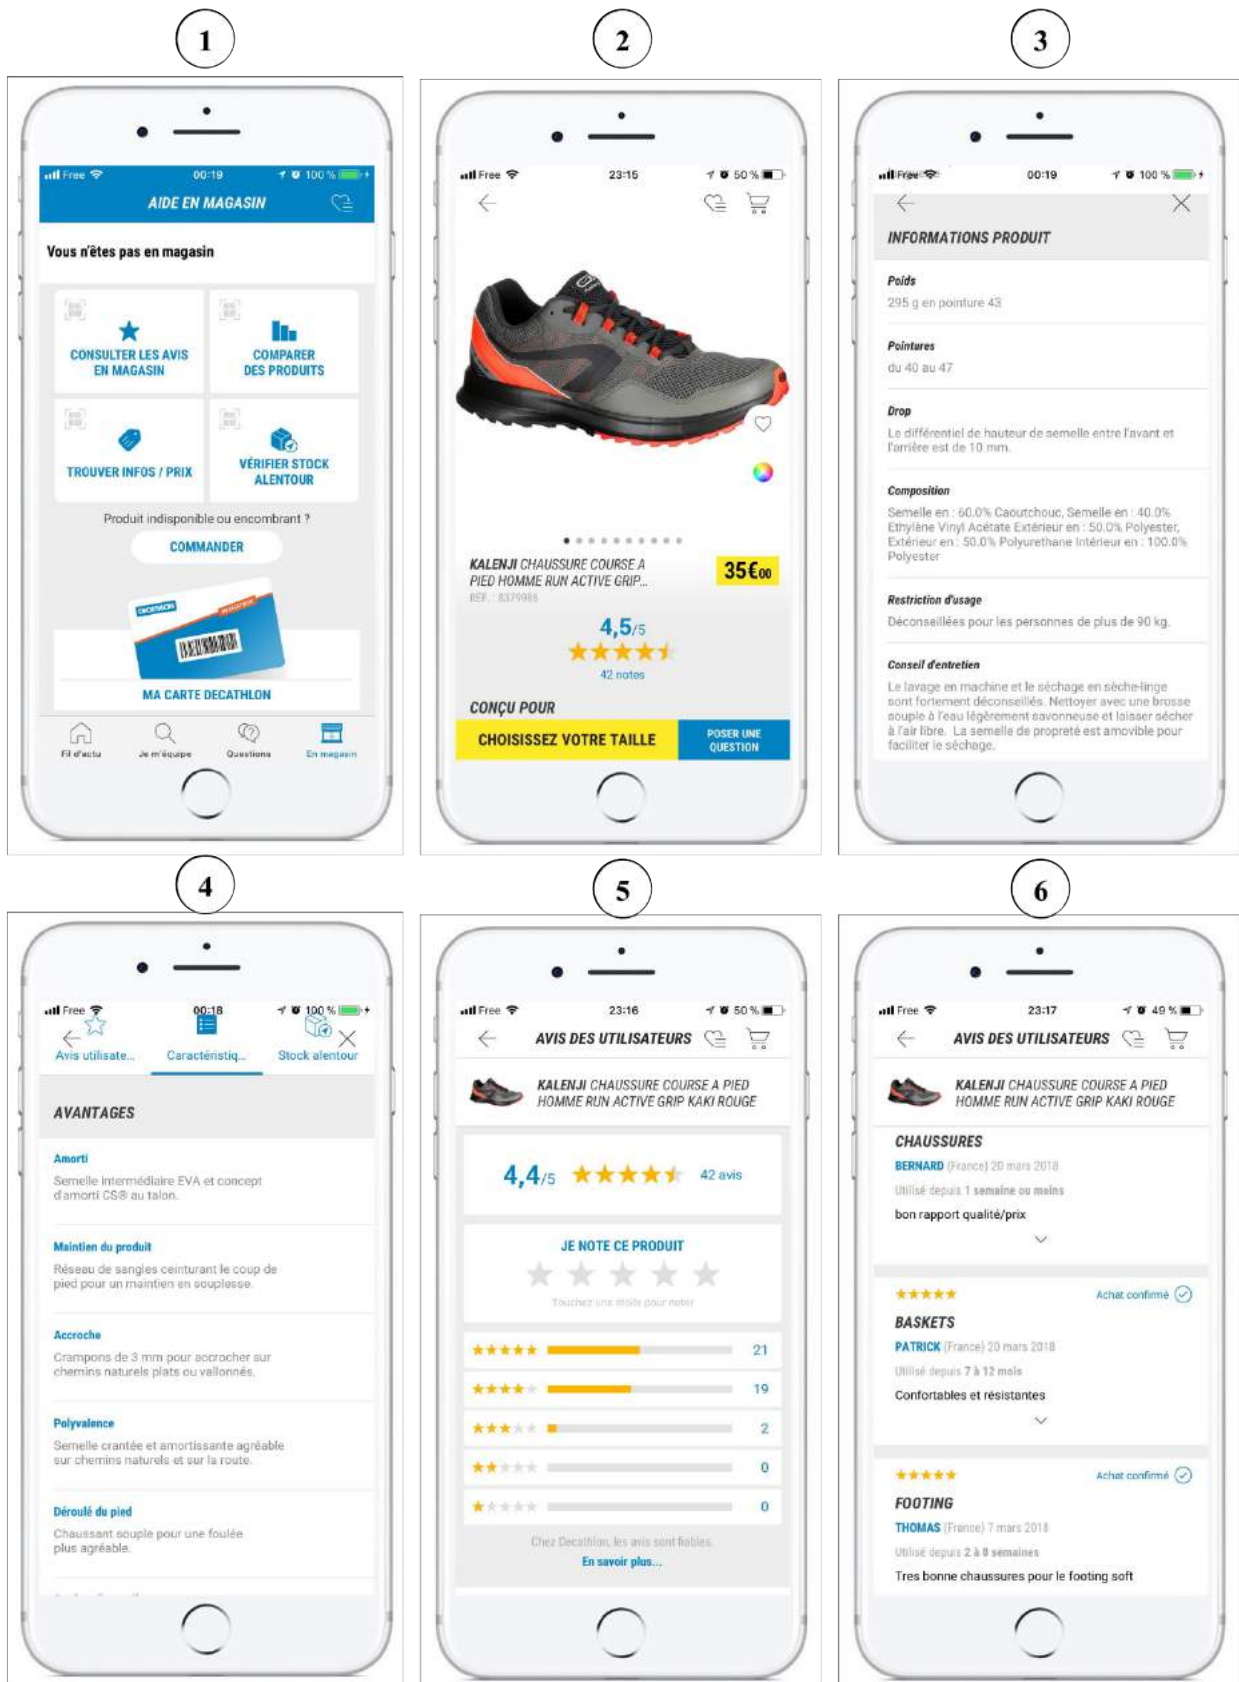 1
Free 00:19 100 %
AIDE EN MAGASIN
Vous n'êtes pas en magasin
CONSULTER LES AVIS
EN MAGASIN
COMPARER
DES PRODUITS
TROUVER INFOS / PRIX
VÉRIFIER STOCK
ALENTOUR
Produit indisponible ou encombrant ?
COMMANDER
DECATHLON
MA CARTE DECATHLON
Fil d'actu
Je m'équipe
Questions
En magasin
2
Free 23:15 50 %
KALENJI CHAUSSURE COURSE A
PIED HOMME RUN ACTIVE GRIP...
35€00
REF. : 8379986
4,5/5
42 notes
CONÇU POUR
CHOISISSEZ VOTRE TAILLE
POSER UNE
QUESTION
3
Free 00:19 100 %
INFORMATIONS PRODUIT
Poids
295 g en pointure 43
Pointures
du 40 au 47
Drop
Le différentiel de hauteur de semelle entre l'avant et
l'arrière est de 10 mm.
Composition
Semelle en : 60.0% Caoutchouc, Semelle en : 40.0%
Ethylène Vinyl Acétate Extérieur en : 50.0% Polyester,
Extérieur en : 50.0% Polyurethane Intérieur en : 100.0%
Polyester
Restriction d'usage
Déconseillées pour les personnes de plus de 90 kg.
Conseil d'entretien
Le lavage en machine et le séchage en sèche-linge
sont fortement déconseillés. Nettoyer avec une brosse
souple à l'eau légèrement savonneuse et laisser sécher
à l'air libre. La semelle de propreté est amovible pour
faciliter le séchage.
4
Free 00:18 100 %
Avis utilisate...
Caractéristiq...
Stock alentour
AVANTAGES
Amorti
Semelle intermédiaire EVA et concept
d'amorti CS® au talon.
Maintien du produit
Réseau de sangles ceinturant le coup de
pied pour un maintien en souplesse.
Accroche
Crampons de 3 mm pour accrocher sur
chemins naturels plats ou vallonnés.
Polyvalence
Semelle crantée et amortissante agréable
sur chemins naturels et sur la route.
Déroulé du pied
Chaussant souple pour une foulée
plus agréable.
5
Free 23:16 50 %
AVIS DES UTILISATEURS
KALENJI CHAUSSURE COURSE A PIED
HOMME RUN ACTIVE GRIP KAKI ROUGE
4,4/5 42 avis
JE NOTE CE PRODUIT
Touchez une étoile pour noter
21
19
2
0
0
Chez Decathlon, les avis sont fiables.
En savoir plus...
6
Free 23:17 49 %
AVIS DES UTILISATEURS
KALENJI CHAUSSURE COURSE A PIED
HOMME RUN ACTIVE GRIP KAKI ROUGE
CHAUSSURES
BERNARD (France) 20 mars 2018
Utilisé depuis 1 semaine ou moins
bon rapport qualité/prix
Achat confirmé
BASKETS
PATRICK (France) 20 mars 2018
Utilisé depuis 7 à 12 mois
Confortables et résistantes
Achat confirmé
FOOTING
THOMAS (France) 7 mars 2018
Utilisé depuis 2 à 8 semaines
Tres bonne chaussures pour le footing soft